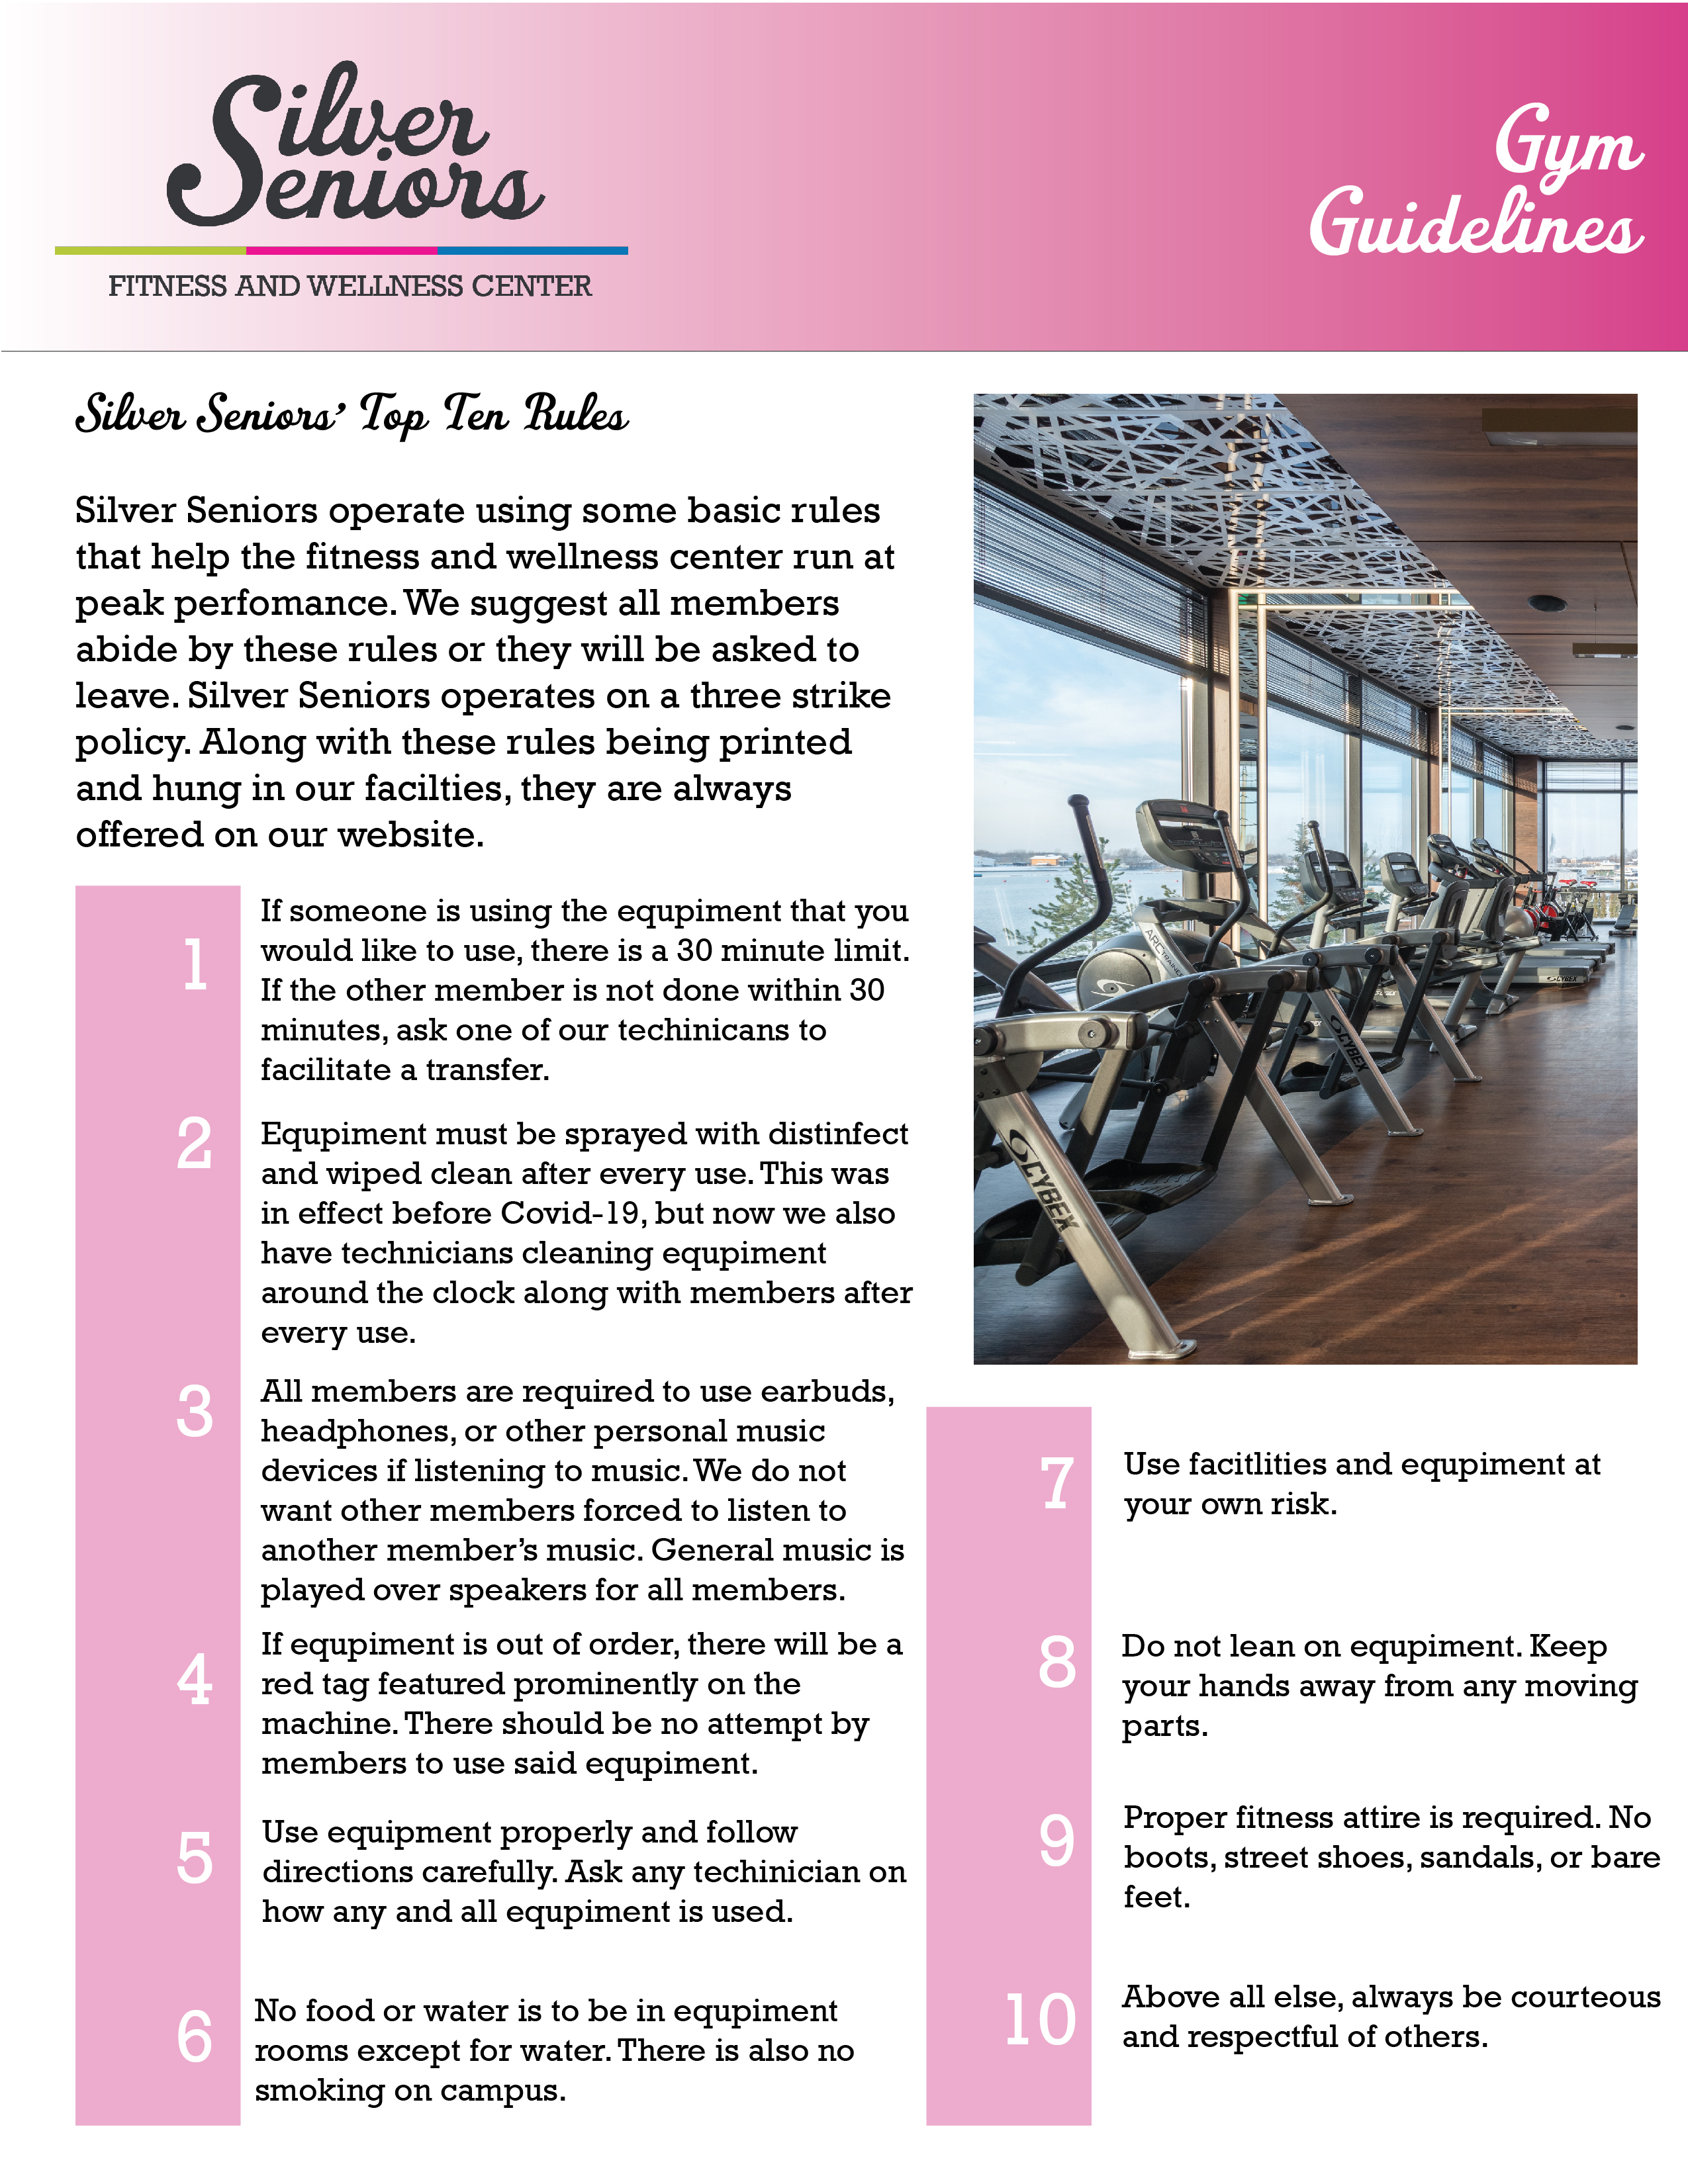 Silver
Seniors
FITNESS AND WELLNESS CENTER
Gym
Guidelines
Silver Seniors' Top Ten Rules
Silver Seniors operate using some basic rules
that help the fitness and wellness center run at
peak perfomance. We suggest all members
abide by these rules or they will be asked to
leave. Silver Seniors operates on a three strike
policy. Along with these rules being printed
and hung in our facilties, they are always
offered on our website.
1
If someone is using the equpiment that you
would like to use, there is a 30 minute limit.
If the other member is not done within 30
minutes, ask one of our techinicans to
facilitate a transfer.
2
Equpiment must be sprayed with distinfect
and wiped clean after every use. This was
in effect before Covid-19, but now we also
have technicians cleaning equpiment
around the clock along with members after
every use.
3
All members are required to use earbuds,
headphones, or other personal music
devices if listening to music. We do not
want other members forced to listen to
another member's music. General music is
played over speakers for all members.
4
If equpiment is out of order, there will be a
red tag featured prominently on the
machine. There should be no attempt by
members to use said equpiment.
5
Use equipment properly and follow
directions carefully. Ask any techinician on
how any and all equpiment is used.
6
No food or water is to be in equpiment
rooms except for water. There is also no
smoking on campus.
ARC TRAINER
CYBEX
CYBEX
CYBEX
7
Use facitlities and equpiment at
your own risk.
8
Do not lean on equpiment. Keep
your hands away from any moving
parts.
9
Proper fitness attire is required. No
boots, street shoes, sandals, or bare
feet.
10
Above all else, always be courteous
and respectful of others.